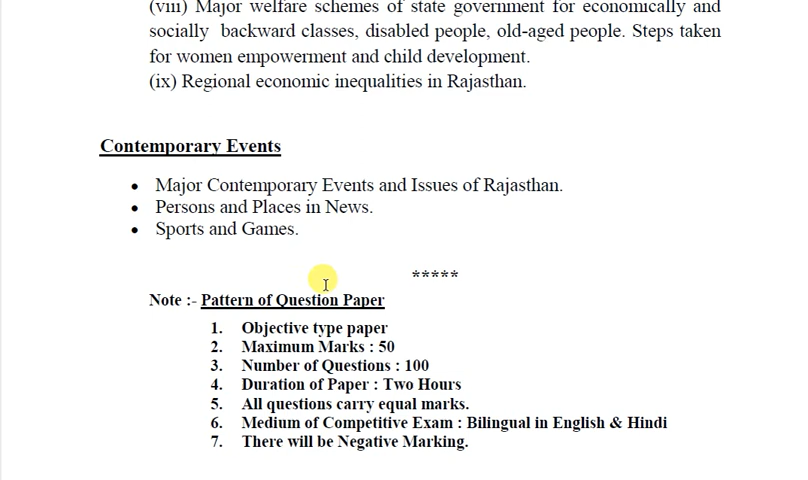 (viii) Major welfare schemes of state government for economically and
socially backward classes, disabled people, old-aged people. Steps taken
for women empowerment and child development.
(ix) Regional economic inequalities in Rajasthan.
Contemporary Events
• Major Contemporary Events and Issues of Rajasthan.
• Persons and Places in News.
• Sports and Games.
*****
Note :- Pattern of Question Paper
1. Objective type paper
2. Maximum Marks : 50
3. Number of Questions : 100
4. Duration of Paper : Two Hours
5. All questions carry equal marks.
6. Medium of Competitive Exam : Bilingual in English & Hindi
7. There will be Negative Marking.